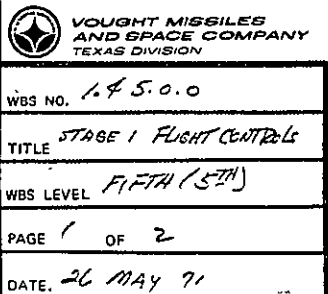 VOUGHT MISSILES
AND SPACE COMPANY
TEXAS DIVISION
WBS NO. 1.4 5.0.0
TITLE STAGE 1 FLIGHT CONTROLS
WBS LEVEL FIFTH (5TH)
PAGE 1 OF 2
DATE. 26 MAY 71